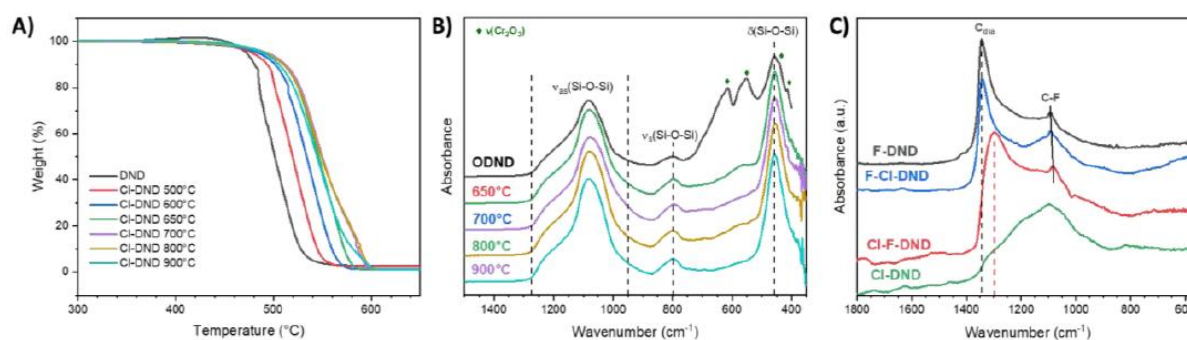 A)
100
80
60
40
20
0
Weight (%)
DND
Cl-DND 500°C
Cl-DND 600°C
Cl-DND 650°C
Cl-DND 700°C
Cl-DND 800°C
Cl-DND 900°C
300
400
500
600
Temperature (°C)
B)
ν(Cr₂O₃)
δ(Si-O-Si)
νas(Si-O-Si)
νs(Si-O-Si)
Absorbance
ODND
650°C
700°C
800°C
900°C
1400
1200
1000
800
600
400
Wavenumber (cm⁻¹)
C)
Cdia
C-F
Absorbance (a.u.)
F-DND
F-Cl-DND
Cl-F-DND
Cl-DND
1800
1600
1400
1200
1000
800
600
Wavenumber (cm⁻¹)